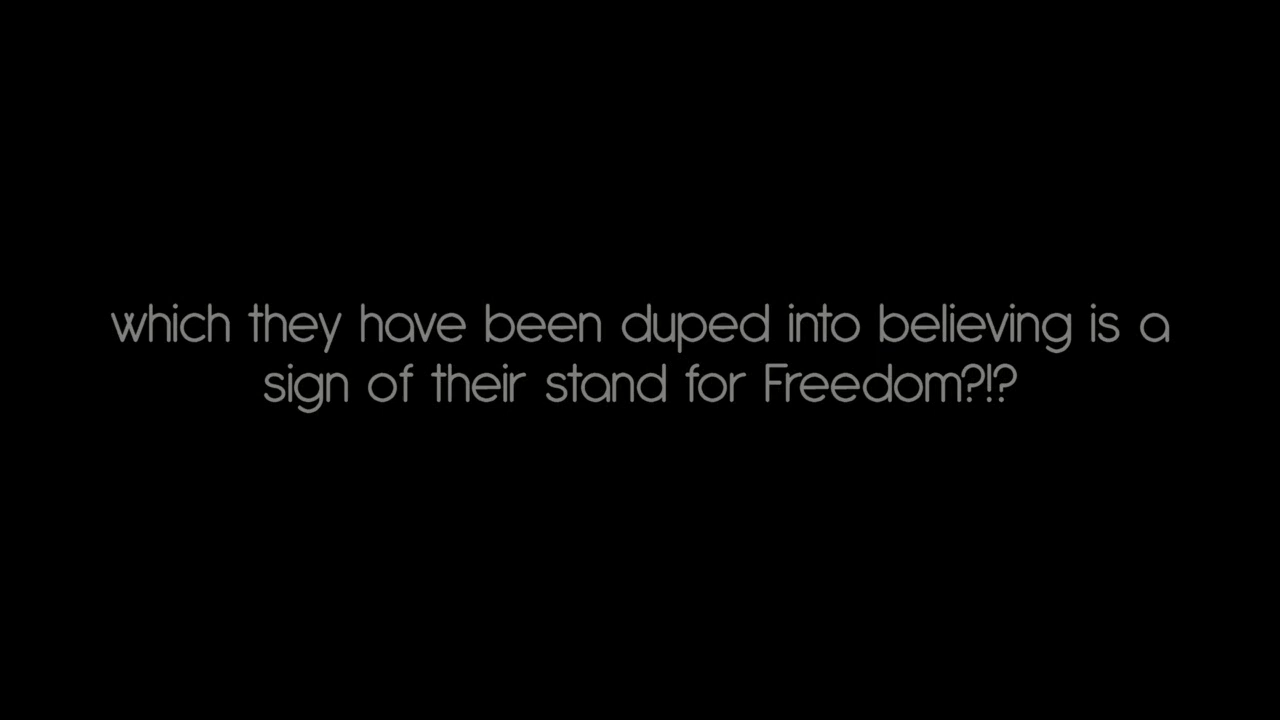 which they have been duped into believing is a
sign of their stand for Freedom?!?